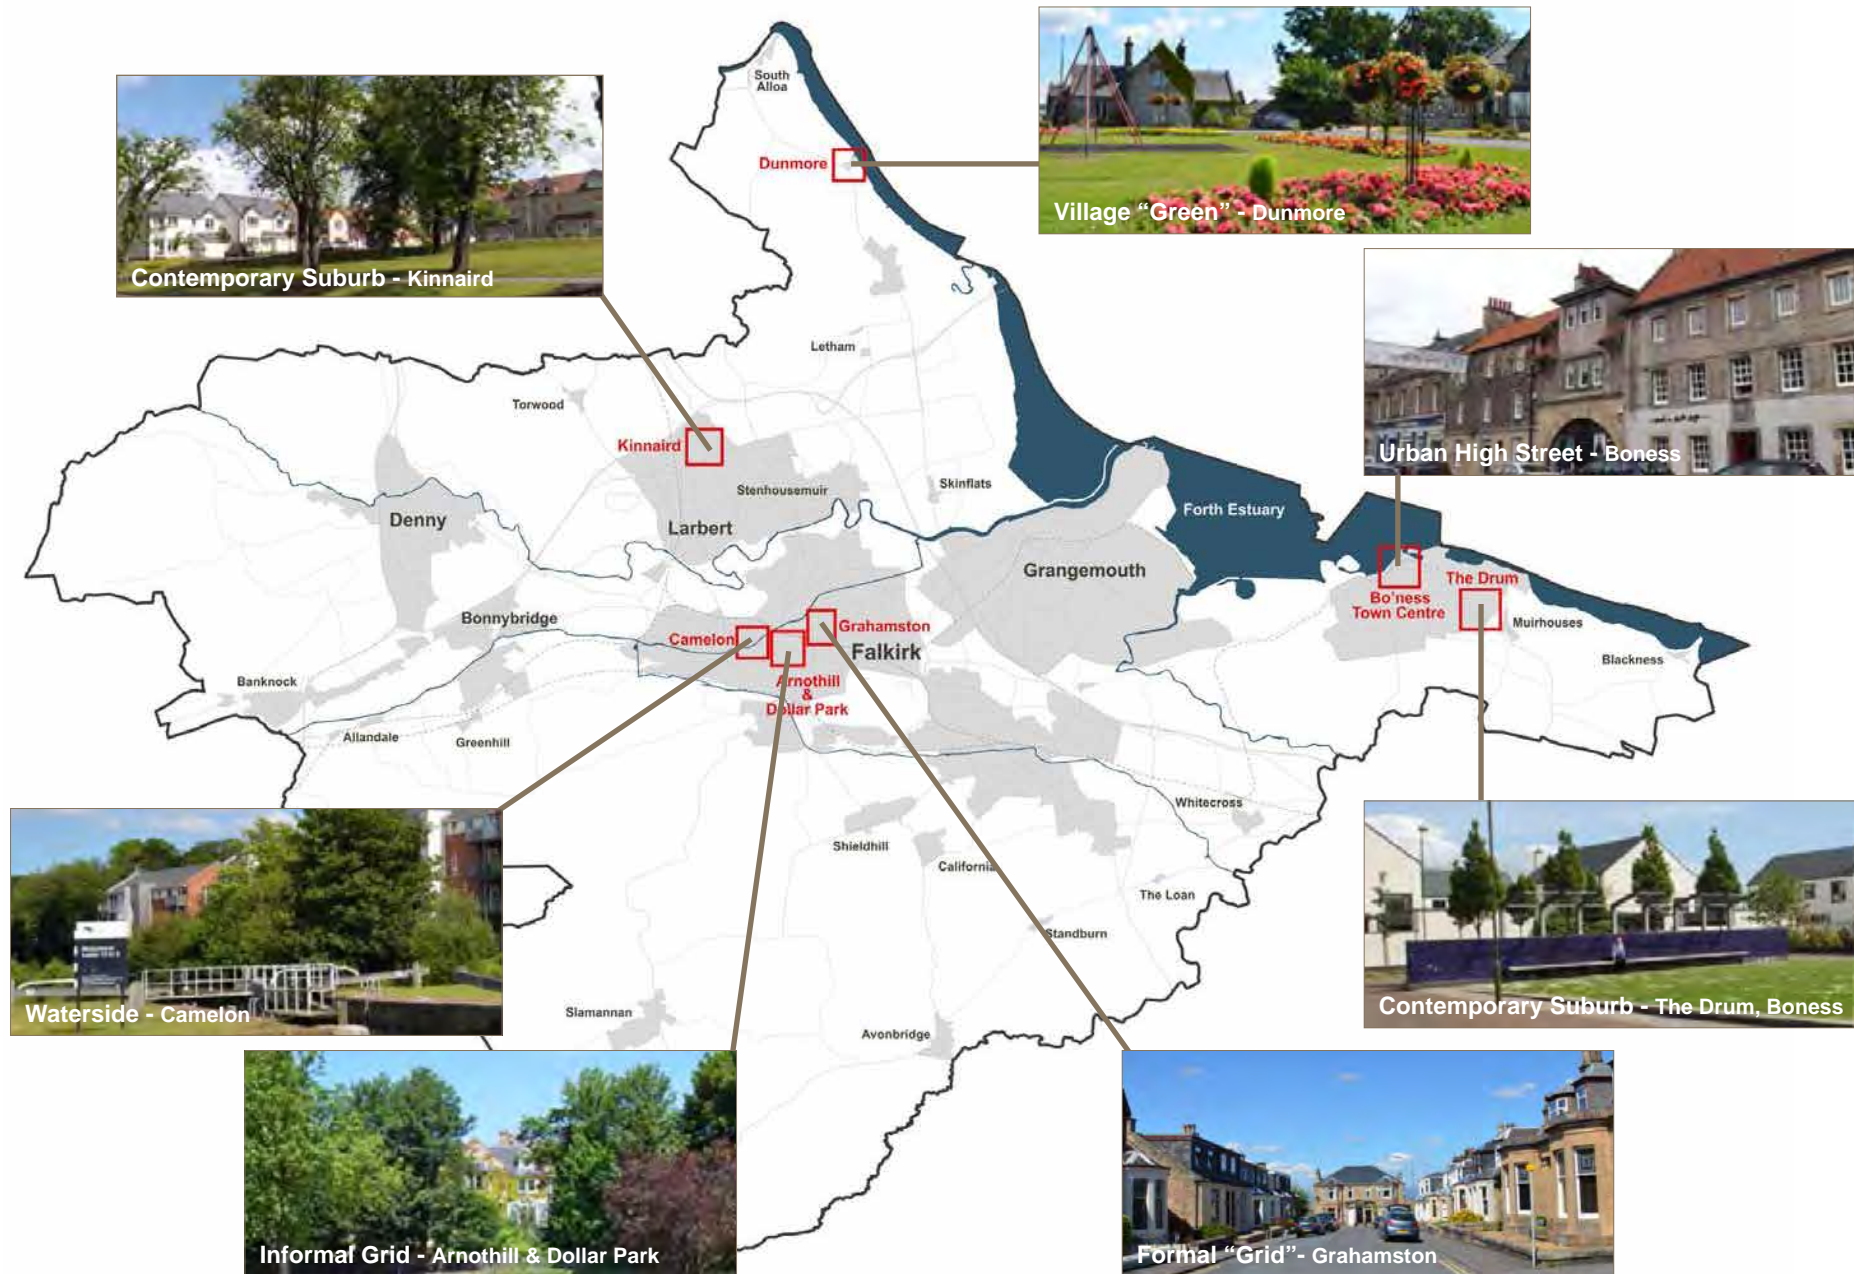 South
Alloa
Dunmore
Village “Green” - Dunmore
Contemporary Suburb - Kinnaird
Letham
Torwood
Kinnaird
Stenhousemuir
Skinflats
Larbert
Denny
Forth Estuary
Urban High Street - Boness
Grangemouth
The Drum
Bo'ness
Town Centre
Muirhouses
Blackness
Bonnybridge
Camelon
Grahamston
Falkirk
Arnothill
&
Dollar Park
Banknock
Allandale
Greenhill
Whitecross
Shieldhill
California
The Loan
Standburn
Slamannan
Avonbridge
Waterside - Camelon
Contemporary Suburb - The Drum, Boness
Informal Grid - Arnothill & Dollar Park
Formal “Grid”- Grahamston